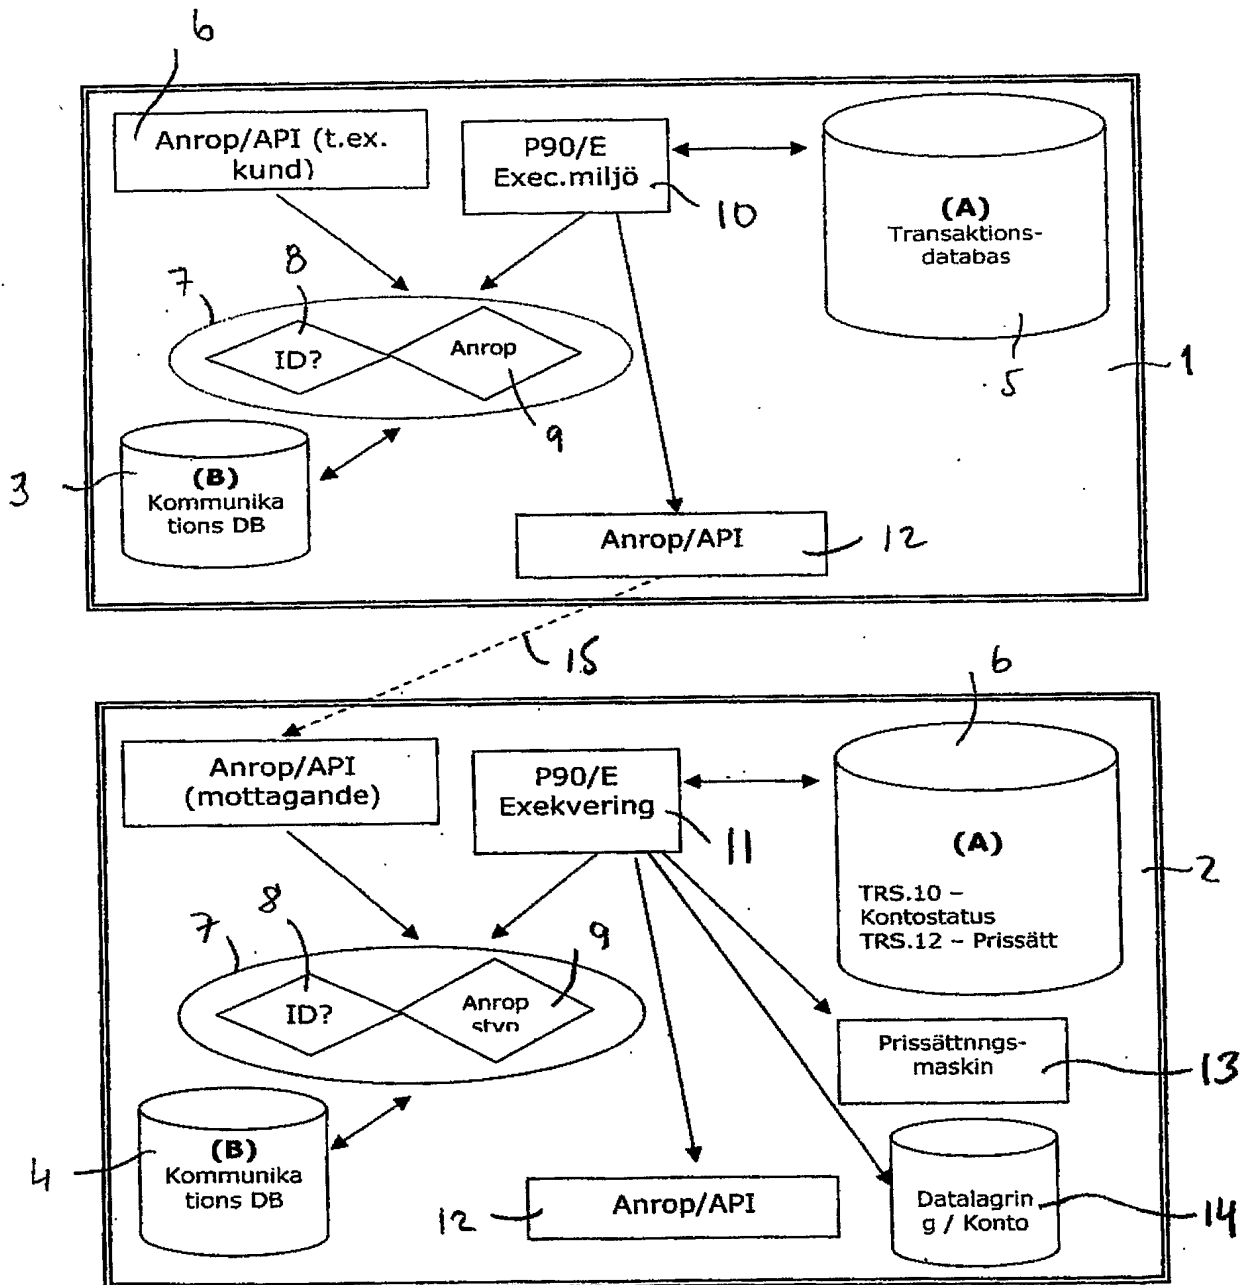 6
Anrop/API (t.ex.
kund)
P90/E
Exec.miljö
10
(A)
Transaktions-
databas
5
1
7
8
ID?
Anrop
9
3
(B)
Kommunika
tions DB
Anrop/API
12
15
6
Anrop/API
(mottagande)
P90/E
Exekvering
11
(A)
TRS.10 –
Kontostatus
TRS.12 – Prissätt
2
7
8
ID?
9
Anrop
styp
Prissättnngs-
maskin
13
4
(B)
Kommunika
tions DB
12
Anrop/API
Datalagrin
g / Konto
14